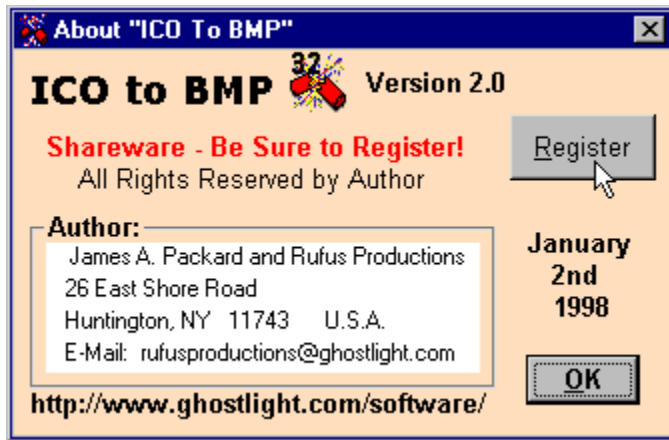 About "ICO To BMP"
ICO to BMP 32 Version 2.0
Shareware - Be Sure to Register!
All Rights Reserved by Author
Register
Author:
James A. Packard and Rufus Productions
26 East Shore Road
Huntington, NY 11743 U.S.A.
E-Mail: rufusproductions@ghostlight.com
January
2nd
1998
OK
http://www.ghostlight.com/software/